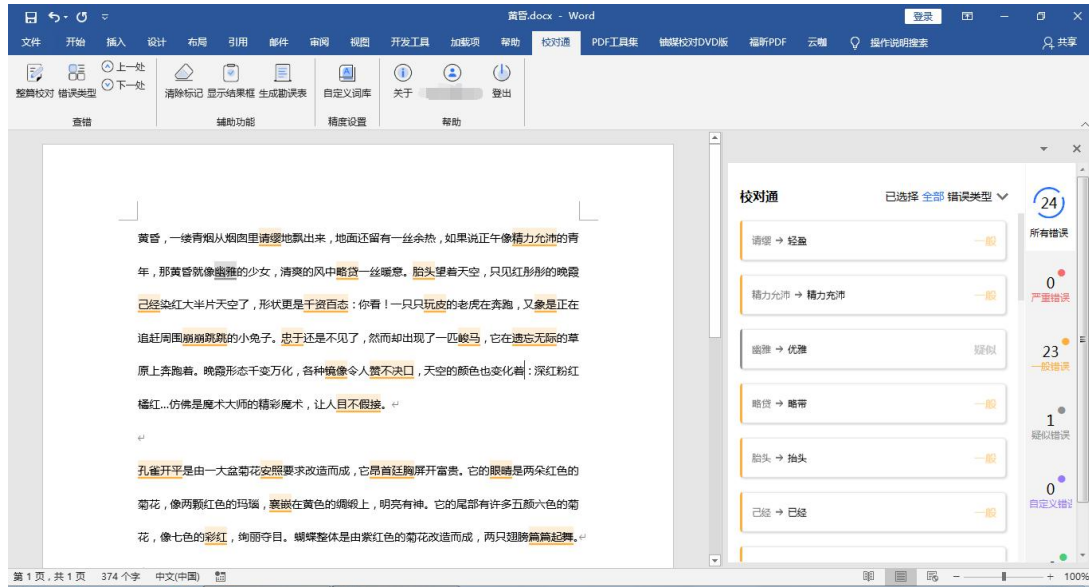 黄昏.docx - Word
登录
文件 开始 插入 设计 布局 引用 邮件 审阅 视图 开发工具 加载项 帮助 校对通 PDF工具集 福昕PDF 云咖 操作说明搜索 共享
整篇校对 错误类型 上一处 下一处 清除标记 显示结果框 生成勘误表 自定义词库 关于 登出
查错 辅助功能 精度设置 帮助
黄昏，一缕青烟从烟囱里请缨地飘出来，地面还留有一丝余热，如果说正午像精力允沛的青
年，那黄昏就像幽雅的少女，清爽的风中略贷一丝暖意。胎头望着天空，只见红彤彤的晚霞
己经染红大半片天空了，形状更是千资百态：你看！一只只玩皮的老虎在奔跑，又象是正在
追赶周围崩崩跳跳的小兔子。忠于还是不见了，然而却出现了一匹峻马，它在遗忘无际的草
原上奔跑着。晚霞形态千变万化，各种镜像令人赞不决口，天空的颜色也变化着：深红粉红
橘红...仿佛是魔术大师的精彩魔术，让人目不假接。
孔雀开平是由一大盆菊花安照要求改造而成，它昂首廷胸屏开富贵。它的眼晴是两朵红色的
菊花，像两颗红色的玛瑙，襄嵌在黄色的绸缎上，明亮有神。它的尾部有许多五颜六色的菊
花，像七色的彩红，绚丽夺目。蝴蝶整体是由紫红色的菊花改造而成，两只翅膀篇篇起舞。
校对通 已选择 全部 错误类型
请缨 → 轻盈 一般
精力允沛 → 精力充沛 一般
幽雅 → 优雅 疑似
略贷 → 略带 一般
胎头 → 抬头 一般
己经 → 已经 一般
24
所有错误
0
严重错误
23
一般错误
1
疑似错误
0
自定义错误
第 1 页，共 1 页 374 个字 中文(中国) 100%